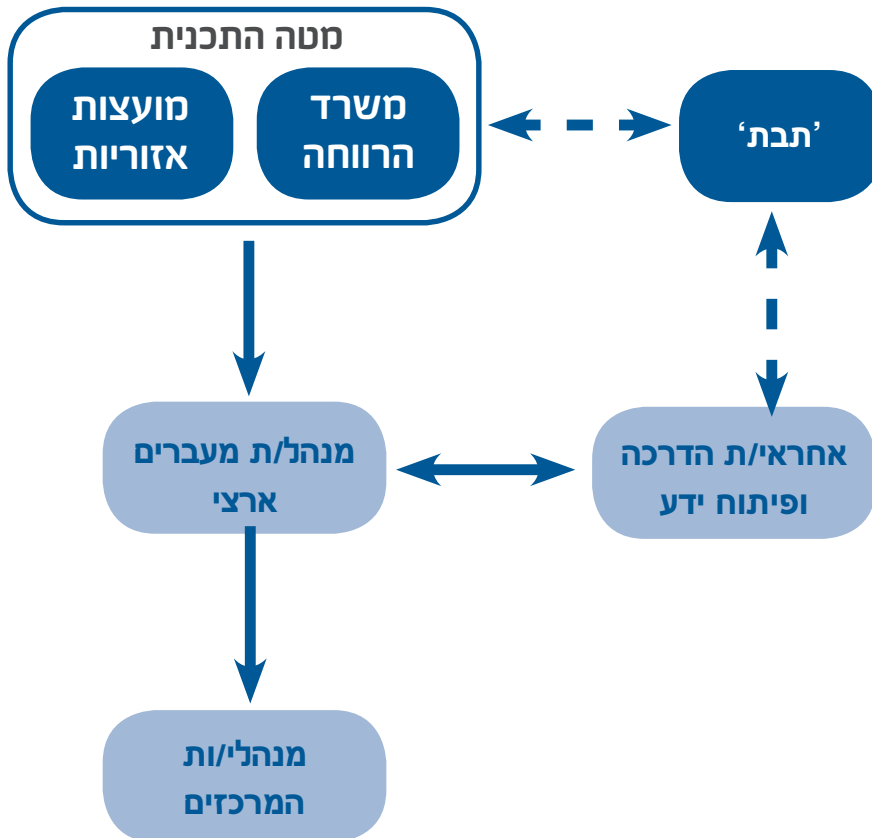 מטה התכנית
משרד
הרווחה
מועצות
אזוריות
'תבת'
מנהל/ת מעברים
ארצי
אחראי/ת הדרכה
ופיתוח ידע
מנהלי/ות
המרכזים